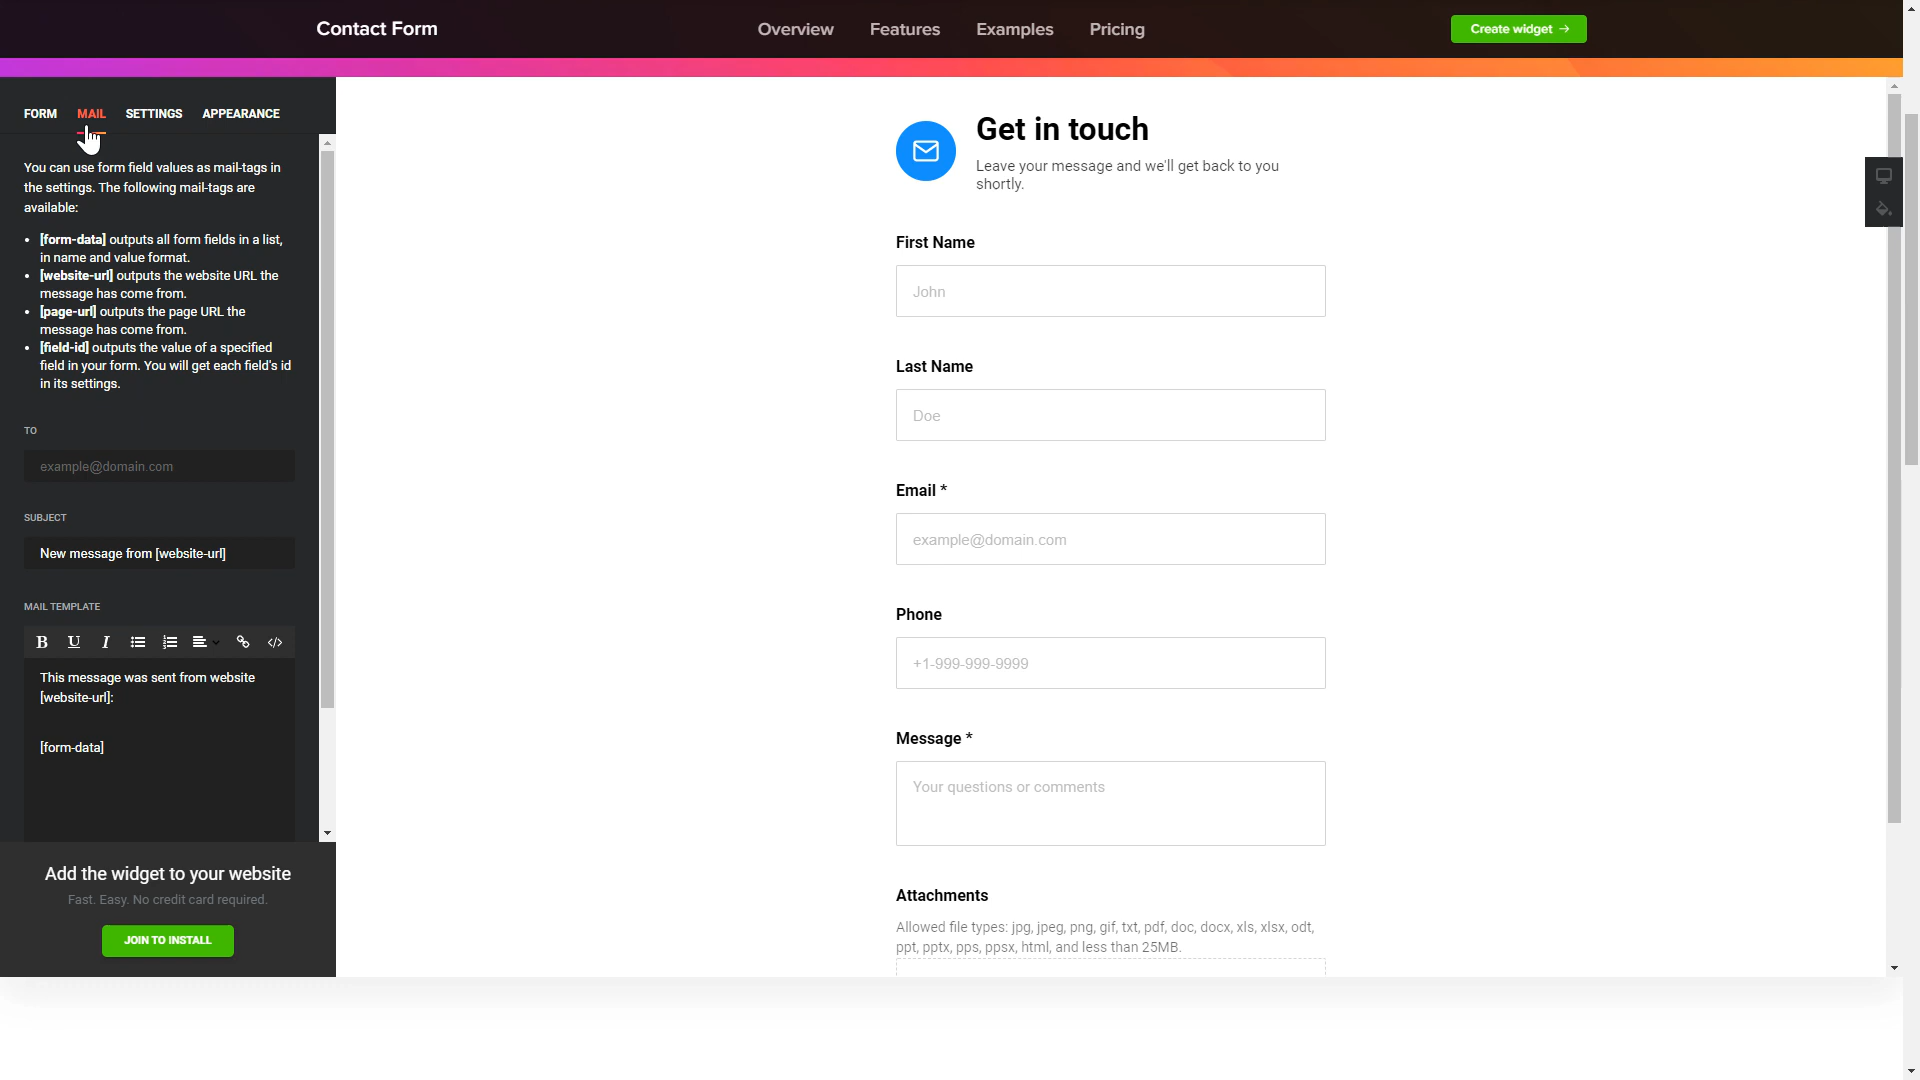 Contact Form
Overview
Features
Examples
Pricing
Create widget →
FORM
MAIL
SETTINGS
APPEARANCE
You can use form field values as mail-tags in
the settings. The following mail-tags are
available:
• [form-data] outputs all form fields in a list,
in name and value format.
• [website-url] outputs the website URL the
message has come from.
• [page-url] outputs the page URL the
message has come from.
• [field-id] outputs the value of a specified
field in your form. You will get each field's id
in its settings.
TO
example@domain.com
SUBJECT
New message from [website-url]
MAIL TEMPLATE
B U I
This message was sent from website
[website-url]:
[form-data]
Add the widget to your website
Fast. Easy. No credit card required.
JOIN TO INSTALL
Get in touch
Leave your message and we'll get back to you
shortly.
First Name
John
Last Name
Doe
Email *
example@domain.com
Phone
+1-999-999-9999
Message *
Your questions or comments
Attachments
Allowed file types: jpg, jpeg, png, gif, txt, pdf, doc, docx, xls, xlsx, odt,
ppt, pptx, pps, ppsx, html, and less than 25MB.